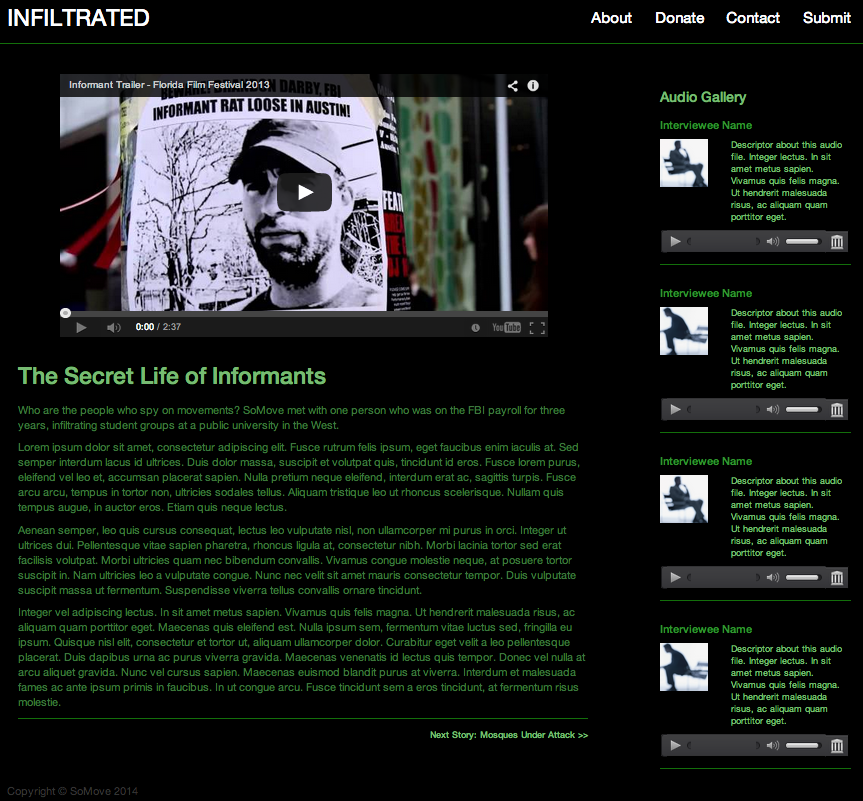 INFILTRATED
About Donate Contact Submit
Informant Trailer - Florida Film Festival 2013
DARBY, FBI
INFORMANT RAT LOOSE IN AUSTIN!
0:00 / 2:37
YouTube
The Secret Life of Informants
Who are the people who spy on movements? SoMove met with one person who was on the FBI payroll for three
years, infiltrating student groups at a public university in the West.
Lorem ipsum dolor sit amet, consectetur adipiscing elit. Fusce rutrum felis ipsum, eget faucibus enim iaculis at. Sed
semper interdum lacus id ultrices. Duis dolor massa, suscipit et volutpat quis, tincidunt id eros. Fusce lorem purus,
eleifend vel leo et, accumsan placerat sapien. Nulla pretium neque eleifend, interdum erat ac, sagittis turpis. Fusce
arcu arcu, tempus in tortor non, ultricies sodales tellus. Aliquam tristique leo ut rhoncus scelerisque. Nullam quis
tempus augue, in auctor eros. Etiam quis neque lectus.
Aenean semper, leo quis cursus consequat, lectus leo vulputate nisl, non ullamcorper mi purus in orci. Integer ut
ultrices dui. Pellentesque vitae sapien pharetra, rhoncus ligula at, consectetur nibh. Morbi lacinia tortor sed erat
facilisis volutpat. Morbi ultricies quam nec bibendum convallis. Vivamus congue molestie neque, at posuere tortor
suscipit in. Nam ultricies leo a vulputate congue. Nunc nec velit sit amet mauris consectetur tempor. Duis vulputate
suscipit massa ut fermentum. Suspendisse viverra tellus convallis ornare tincidunt.
Integer vel adipiscing lectus. In sit amet metus sapien. Vivamus quis felis magna. Ut hendrerit malesuada risus, ac
aliquam quam porttitor eget. Maecenas quis eleifend est. Nulla ipsum sem, fermentum vitae luctus sed, fringilla eu
ipsum. Quisque nisl elit, consectetur et tortor ut, aliquam ullamcorper dolor. Curabitur eget velit a leo pellentesque
placerat. Duis dapibus urna ac purus viverra gravida. Maecenas venenatis id lectus quis tempor. Donec vel nulla at
arcu aliquet gravida. Nunc vel cursus sapien. Maecenas euismod blandit purus at viverra. Interdum et malesuada
fames ac ante ipsum primis in faucibus. In ut congue arcu. Fusce tincidunt sem a eros tincidunt, at fermentum risus
molestie.
Next Story: Mosques Under Attack >>
Audio Gallery
Interviewee Name
Descriptor about this audio
file. Integer lectus. In sit
amet metus sapien.
Vivamus quis felis magna.
Ut hendrerit malesuada
risus, ac aliquam quam
porttitor eget.
Interviewee Name
Descriptor about this audio
file. Integer lectus. In sit
amet metus sapien.
Vivamus quis felis magna.
Ut hendrerit malesuada
risus, ac aliquam quam
porttitor eget.
Interviewee Name
Descriptor about this audio
file. Integer lectus. In sit
amet metus sapien.
Vivamus quis felis magna.
Ut hendrerit malesuada
risus, ac aliquam quam
porttitor eget.
Interviewee Name
Descriptor about this audio
file. Integer lectus. In sit
amet metus sapien.
Vivamus quis felis magna.
Ut hendrerit malesuada
risus, ac aliquam quam
porttitor eget.
Copyright © SoMove 2014